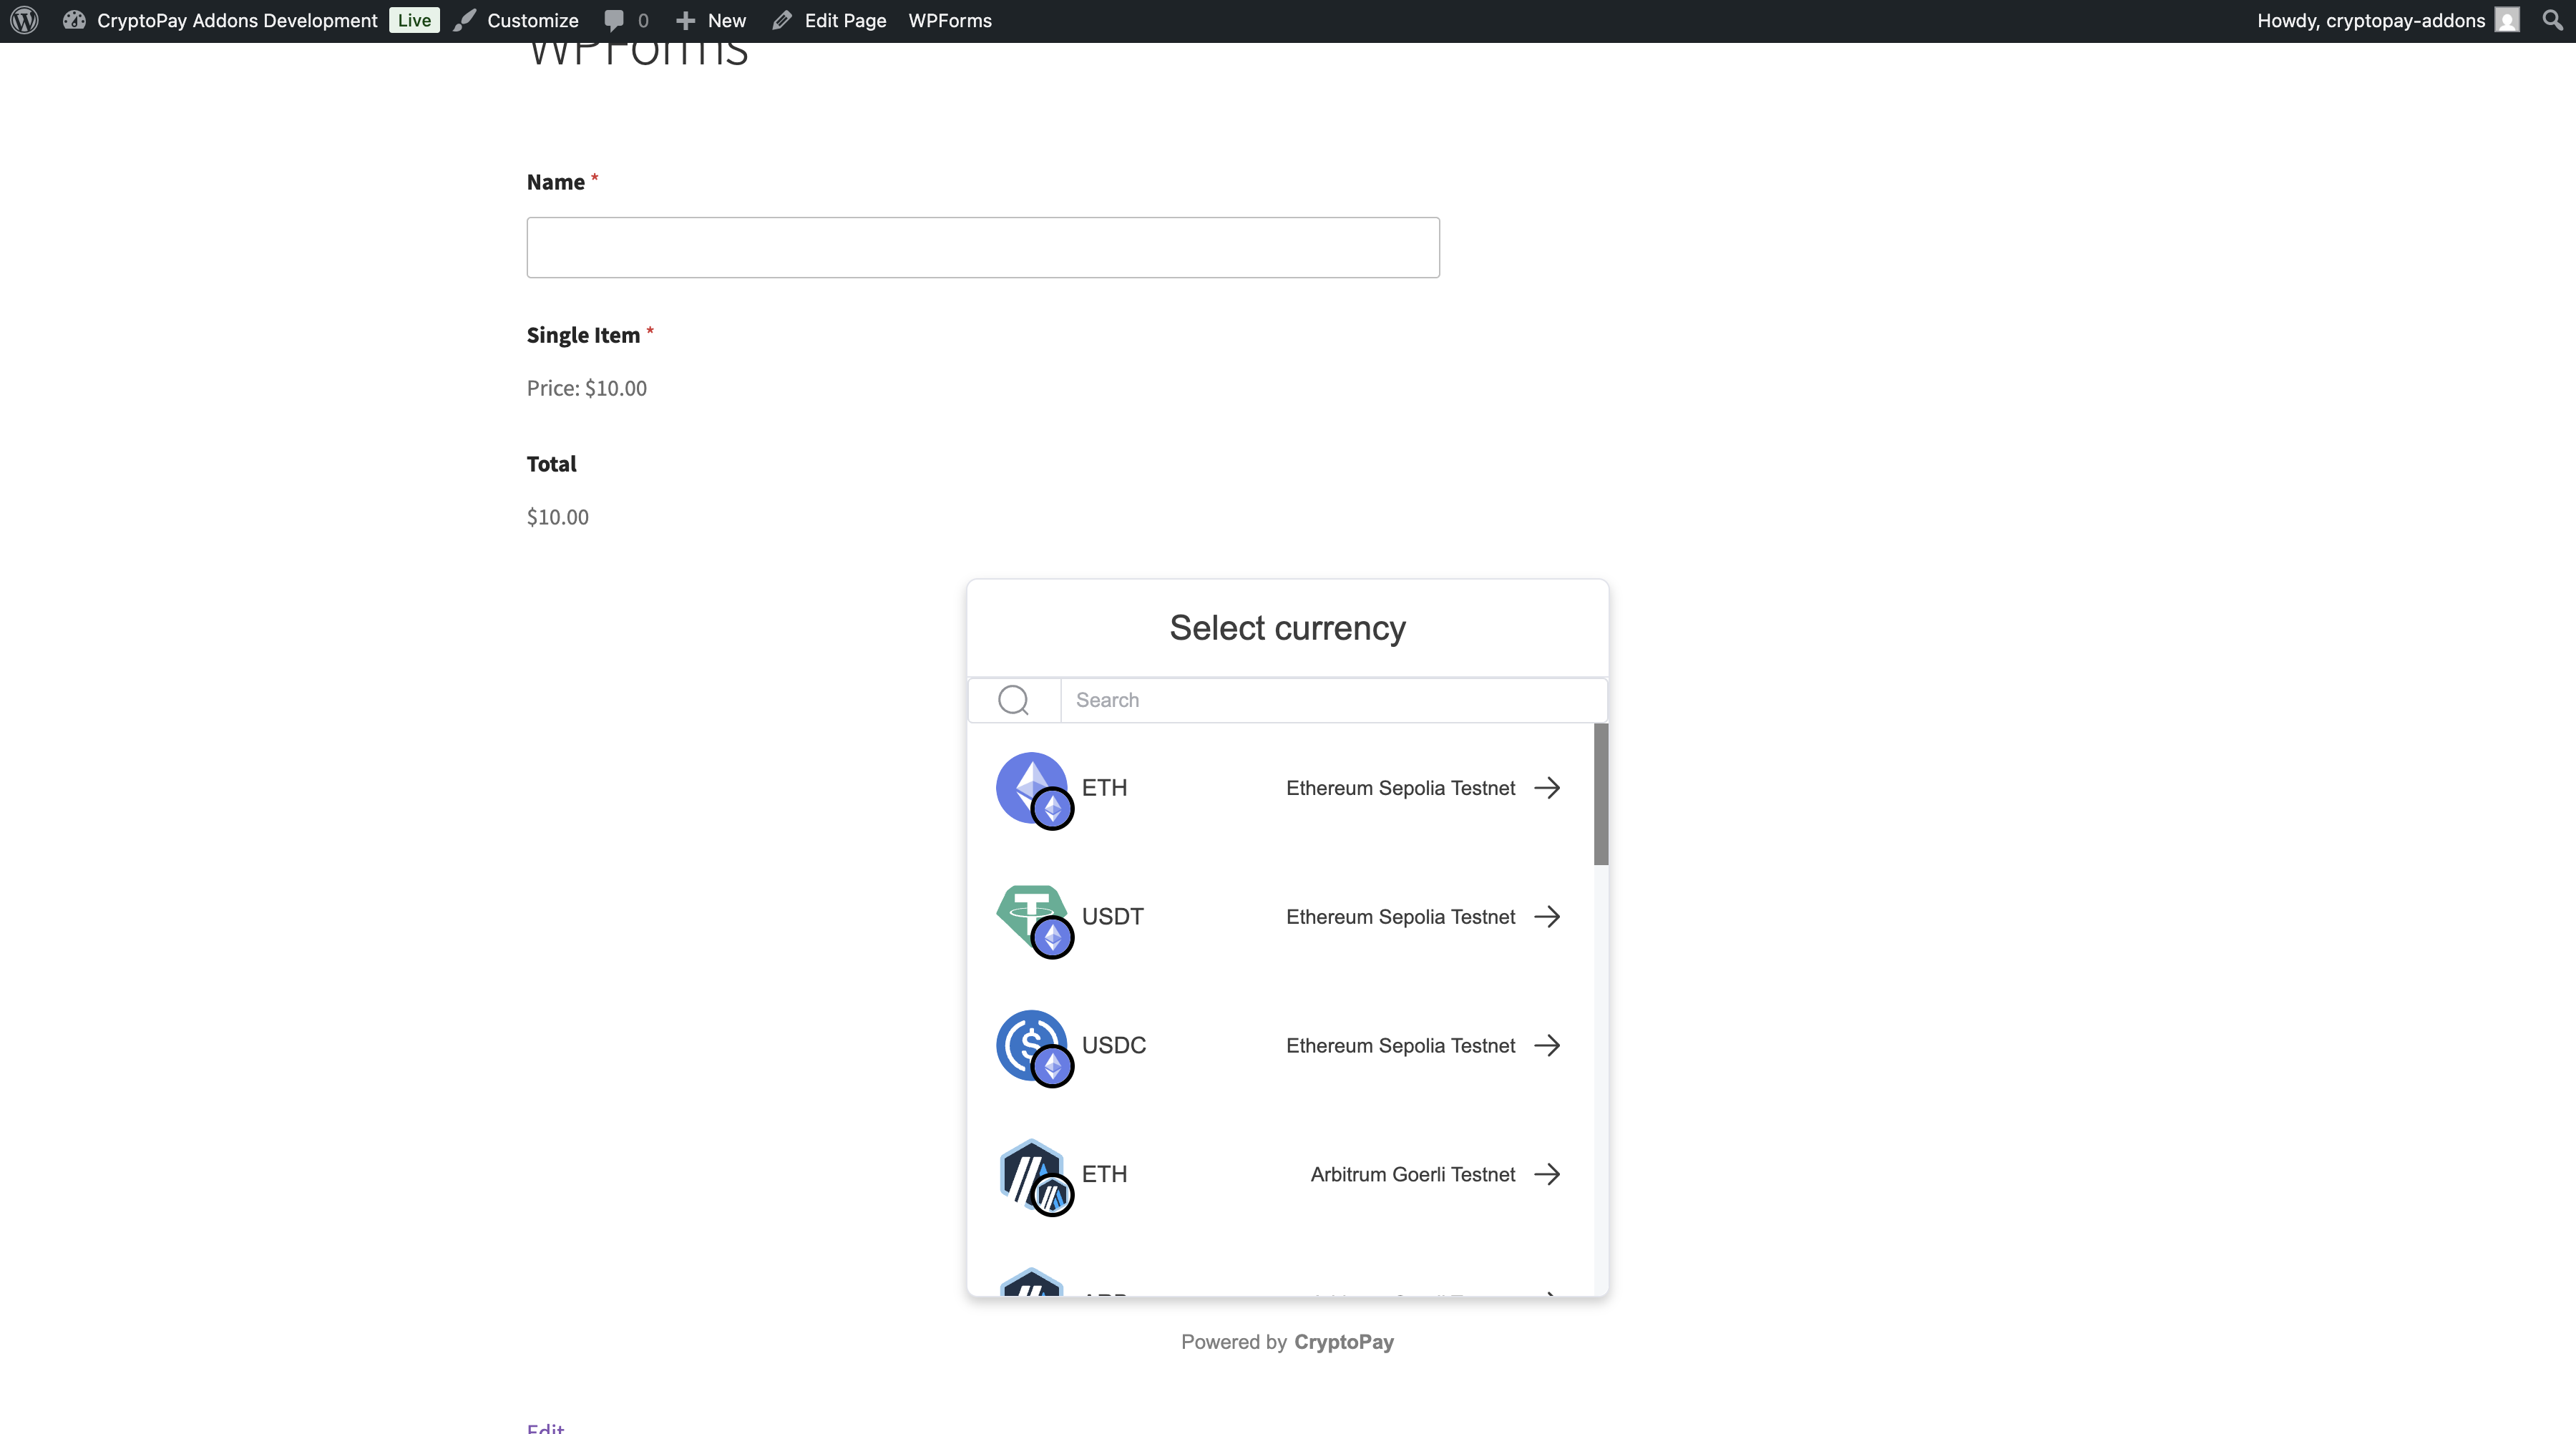 CryptoPay Addons Development Live Customize 0 New Edit Page WPForms Howdy, cryptopay-addons
WPForms
Name *
Single Item *
Price: $10.00
Total
$10.00
Select currency
Search
ETH Ethereum Sepolia Testnet
USDT Ethereum Sepolia Testnet
USDC Ethereum Sepolia Testnet
ETH Arbitrum Goerli Testnet
Powered by CryptoPay
Edit